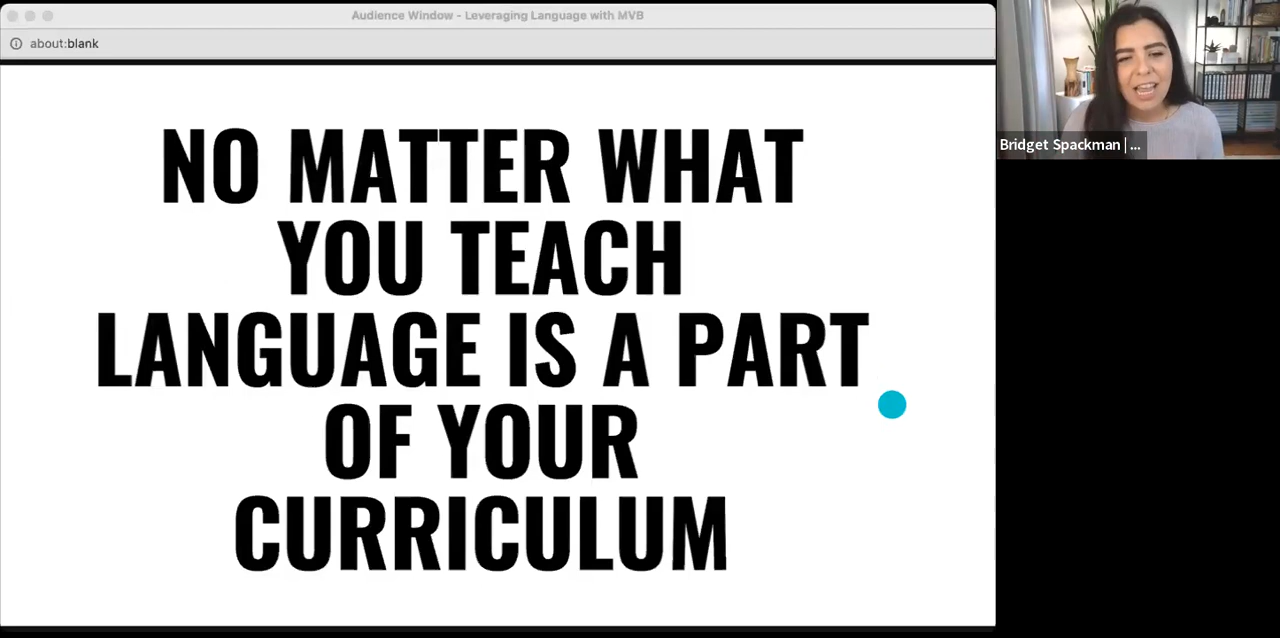 Audience Window - Leveraging Language with MVB
about:blank
NO MATTER WHAT
YOU TEACH
LANGUAGE IS A PART
OF YOUR
CURRICULUM
Bridget Spackman | ...